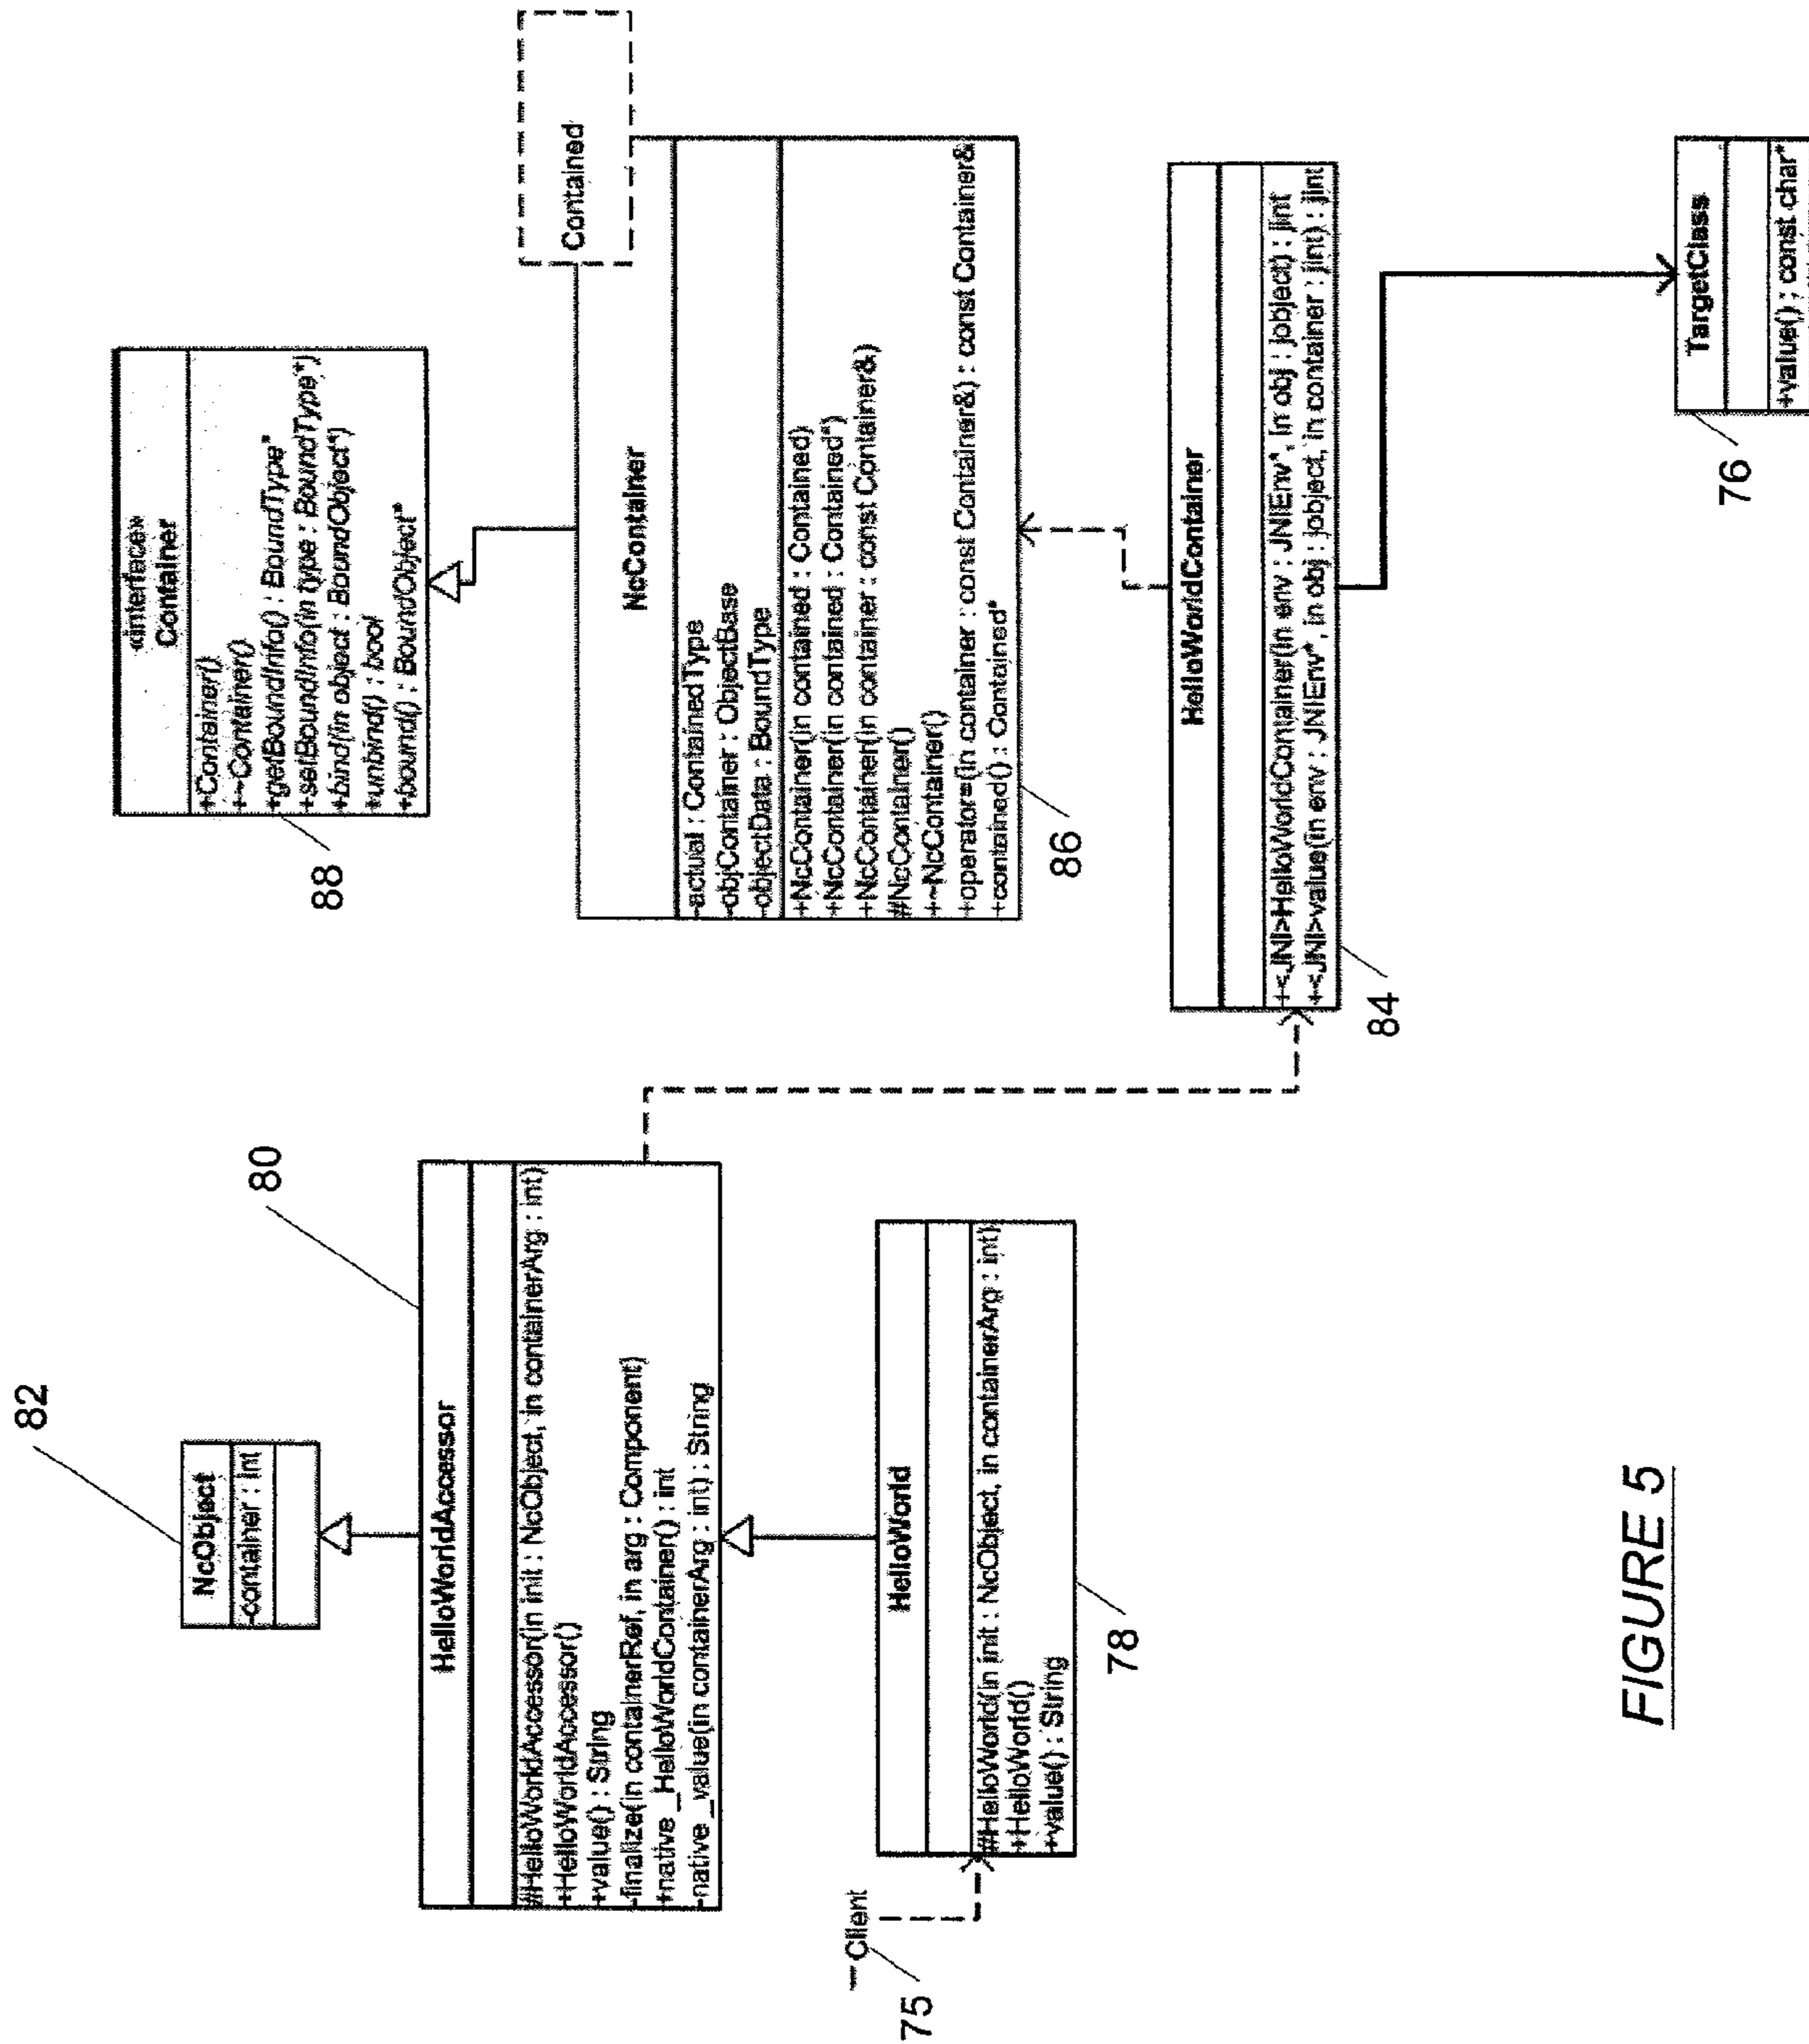 82
NcObject
-container : int
80
HelloWorldAccessor
#HelloWorldAccessor(in init : NcObject, in containerArg : int)
+HelloWorldAccessor()
+value() : String
-finalize(in containerRef, in arg : Component)
+native _HelloWorldContainer() : int
-native _value(in containerArg : int) : String
Client
75
HelloWorld
#HelloWorld(in init : NcObject, in containerArg : int)
+HelloWorld()
+value() : String
78
«interface»
Container
+Container()
+~Container()
+getBoundInfo() : BoundType*
+setBoundInfo(in type : BoundType*)
+bind(in object : BoundObject*)
+unbind() : bool
+bound() : BoundObject*
88
Contained
NcContainer
-actual : ContainedType
-objContainer : ObjectBase
-objectData : BoundType
+NcContainer(in contained : Contained)
+NcContainer(in contained : Contained*)
+NcContainer(in container : const Container&)
#NcContainer()
+~NcContainer()
+operator=(in container : const Container&) : const Container&
+contained() : Contained*
86
HelloWorldContainer
+<JNI>HelloWorldContainer(in env : JNIEnv*, in obj : jobject) : jint
+<JNI>value(in env : JNIEnv*, in obj : jobject, in container : jint) : jint
84
TargetClass
+value() : const char*
76
FIGURE 5